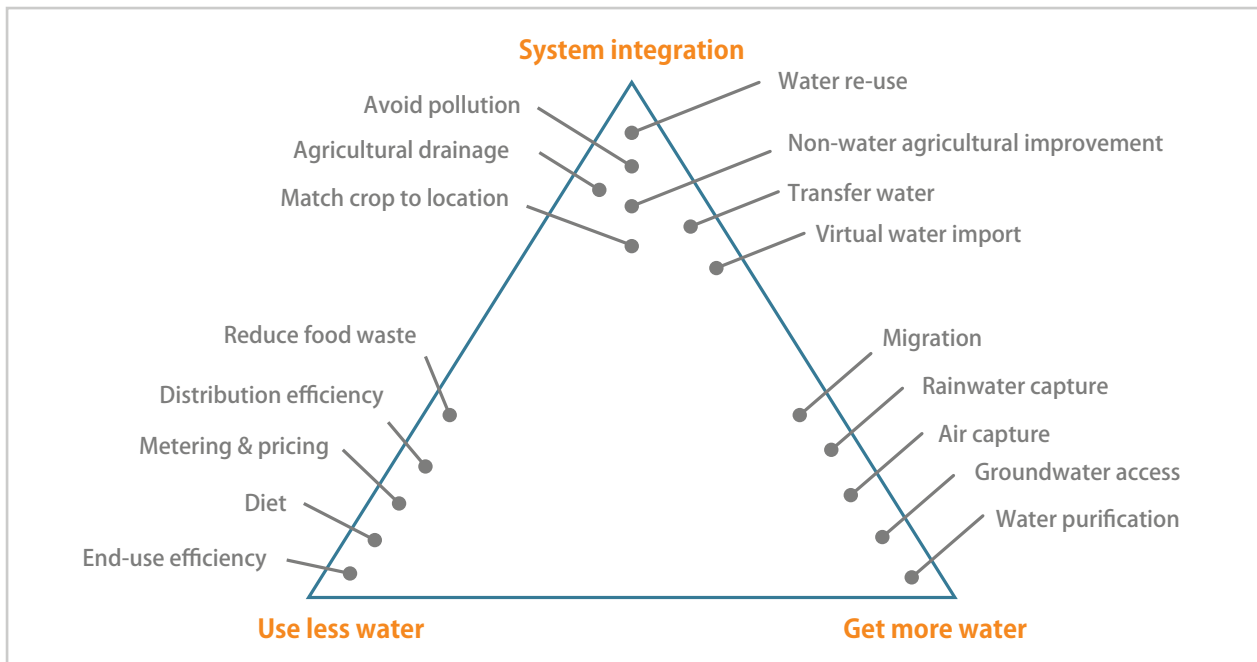 System integration
Water re-use
Avoid pollution
Non-water agricultural improvement
Agricultural drainage
Transfer water
Match crop to location
Virtual water import
Reduce food waste
Migration
Distribution efficiency
Rainwater capture
Metering & pricing
Air capture
Groundwater access
Diet
Water purification
End-use efficiency
Use less water
Get more water